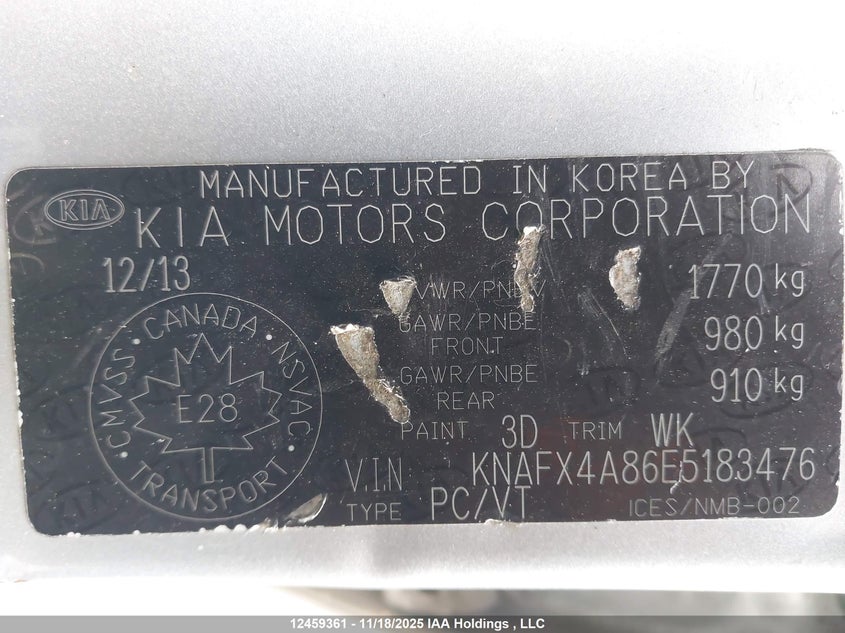 MANUFACTURED IN KOREA BY
KIA
KIA MOTORS CORPORATION
12/13
GVWR/PNBV 1770 kg
GAWR/PNBE FRONT 980 kg
GAWR/PNBE REAR 910 kg
CMVSS CANADA NSVAC
E28
TRANSPORT
PAINT 3D TRIM WK
V.I.N KNAFX4A86E5183476
TYPE PC/VT ICES/NMB-002
12459361 - 11/18/2025 IAA Holdings , LLC